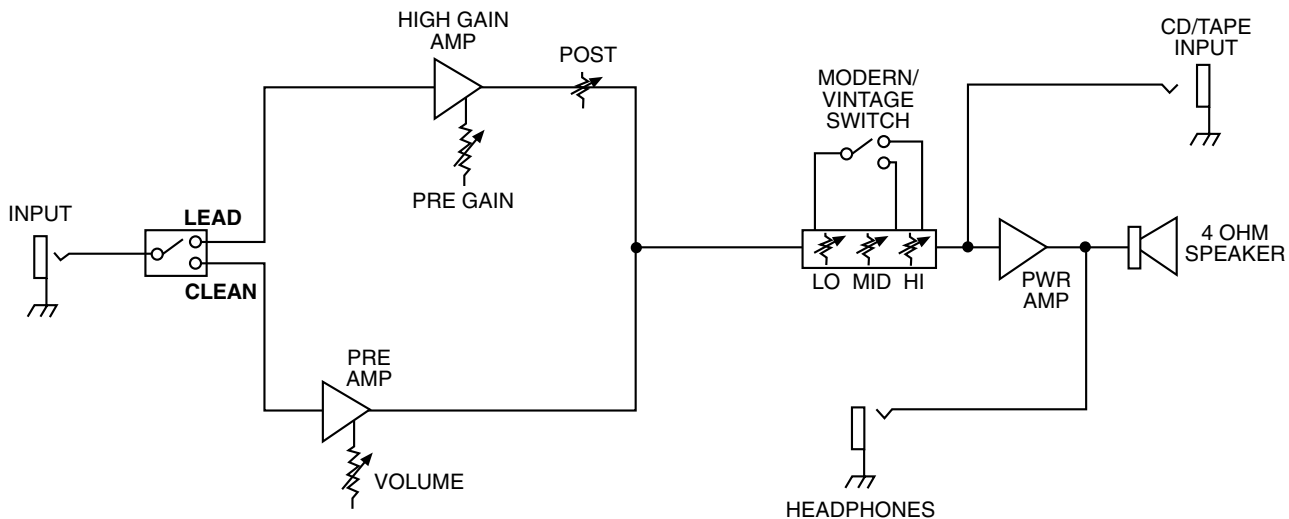 HIGH GAIN
AMP
POST
CD/TAPE
INPUT
MODERN/
VINTAGE
SWITCH
PRE GAIN
INPUT
LEAD
CLEAN
4 OHM
SPEAKER
LO MID HI
PWR
AMP
PRE
AMP
VOLUME
HEADPHONES